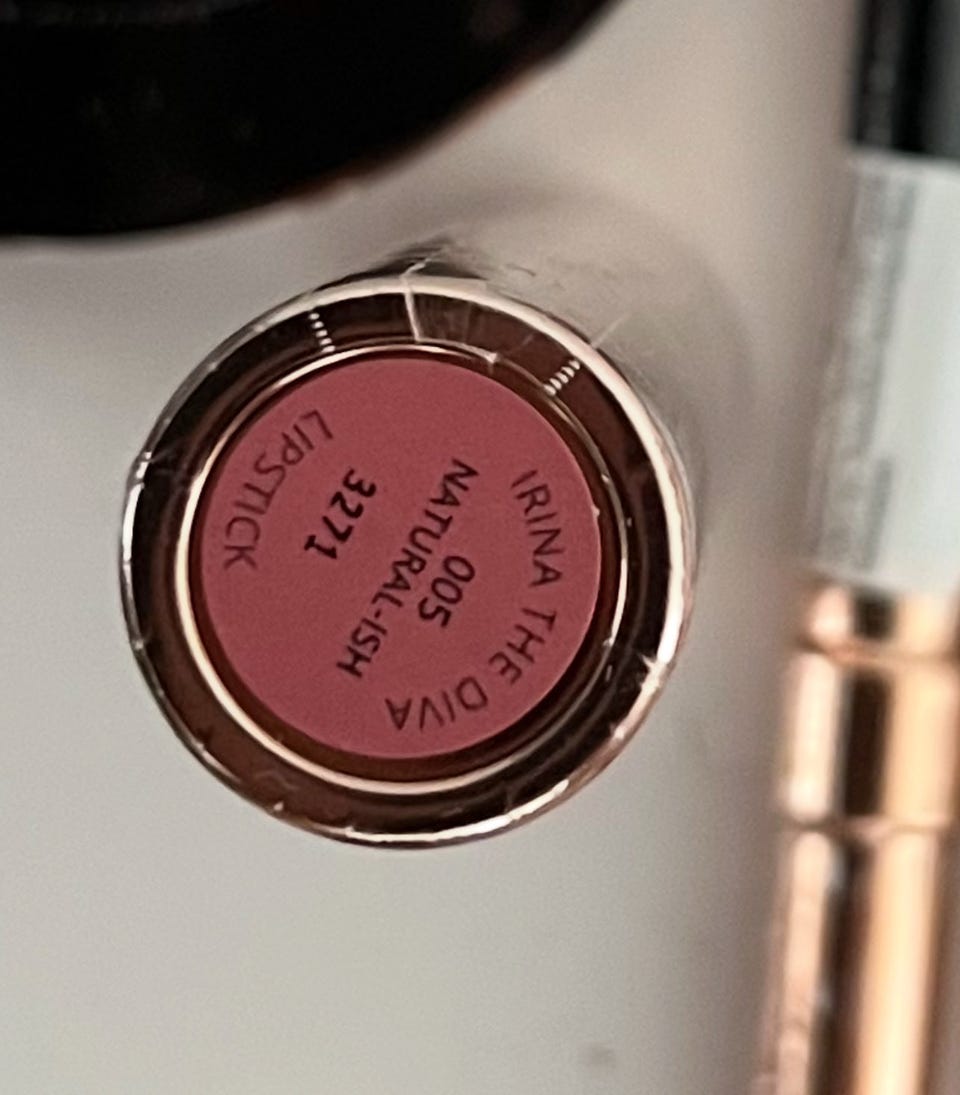 IRINA THE DIVA
005
NATURAL-ISH
3271
LIPSTICK